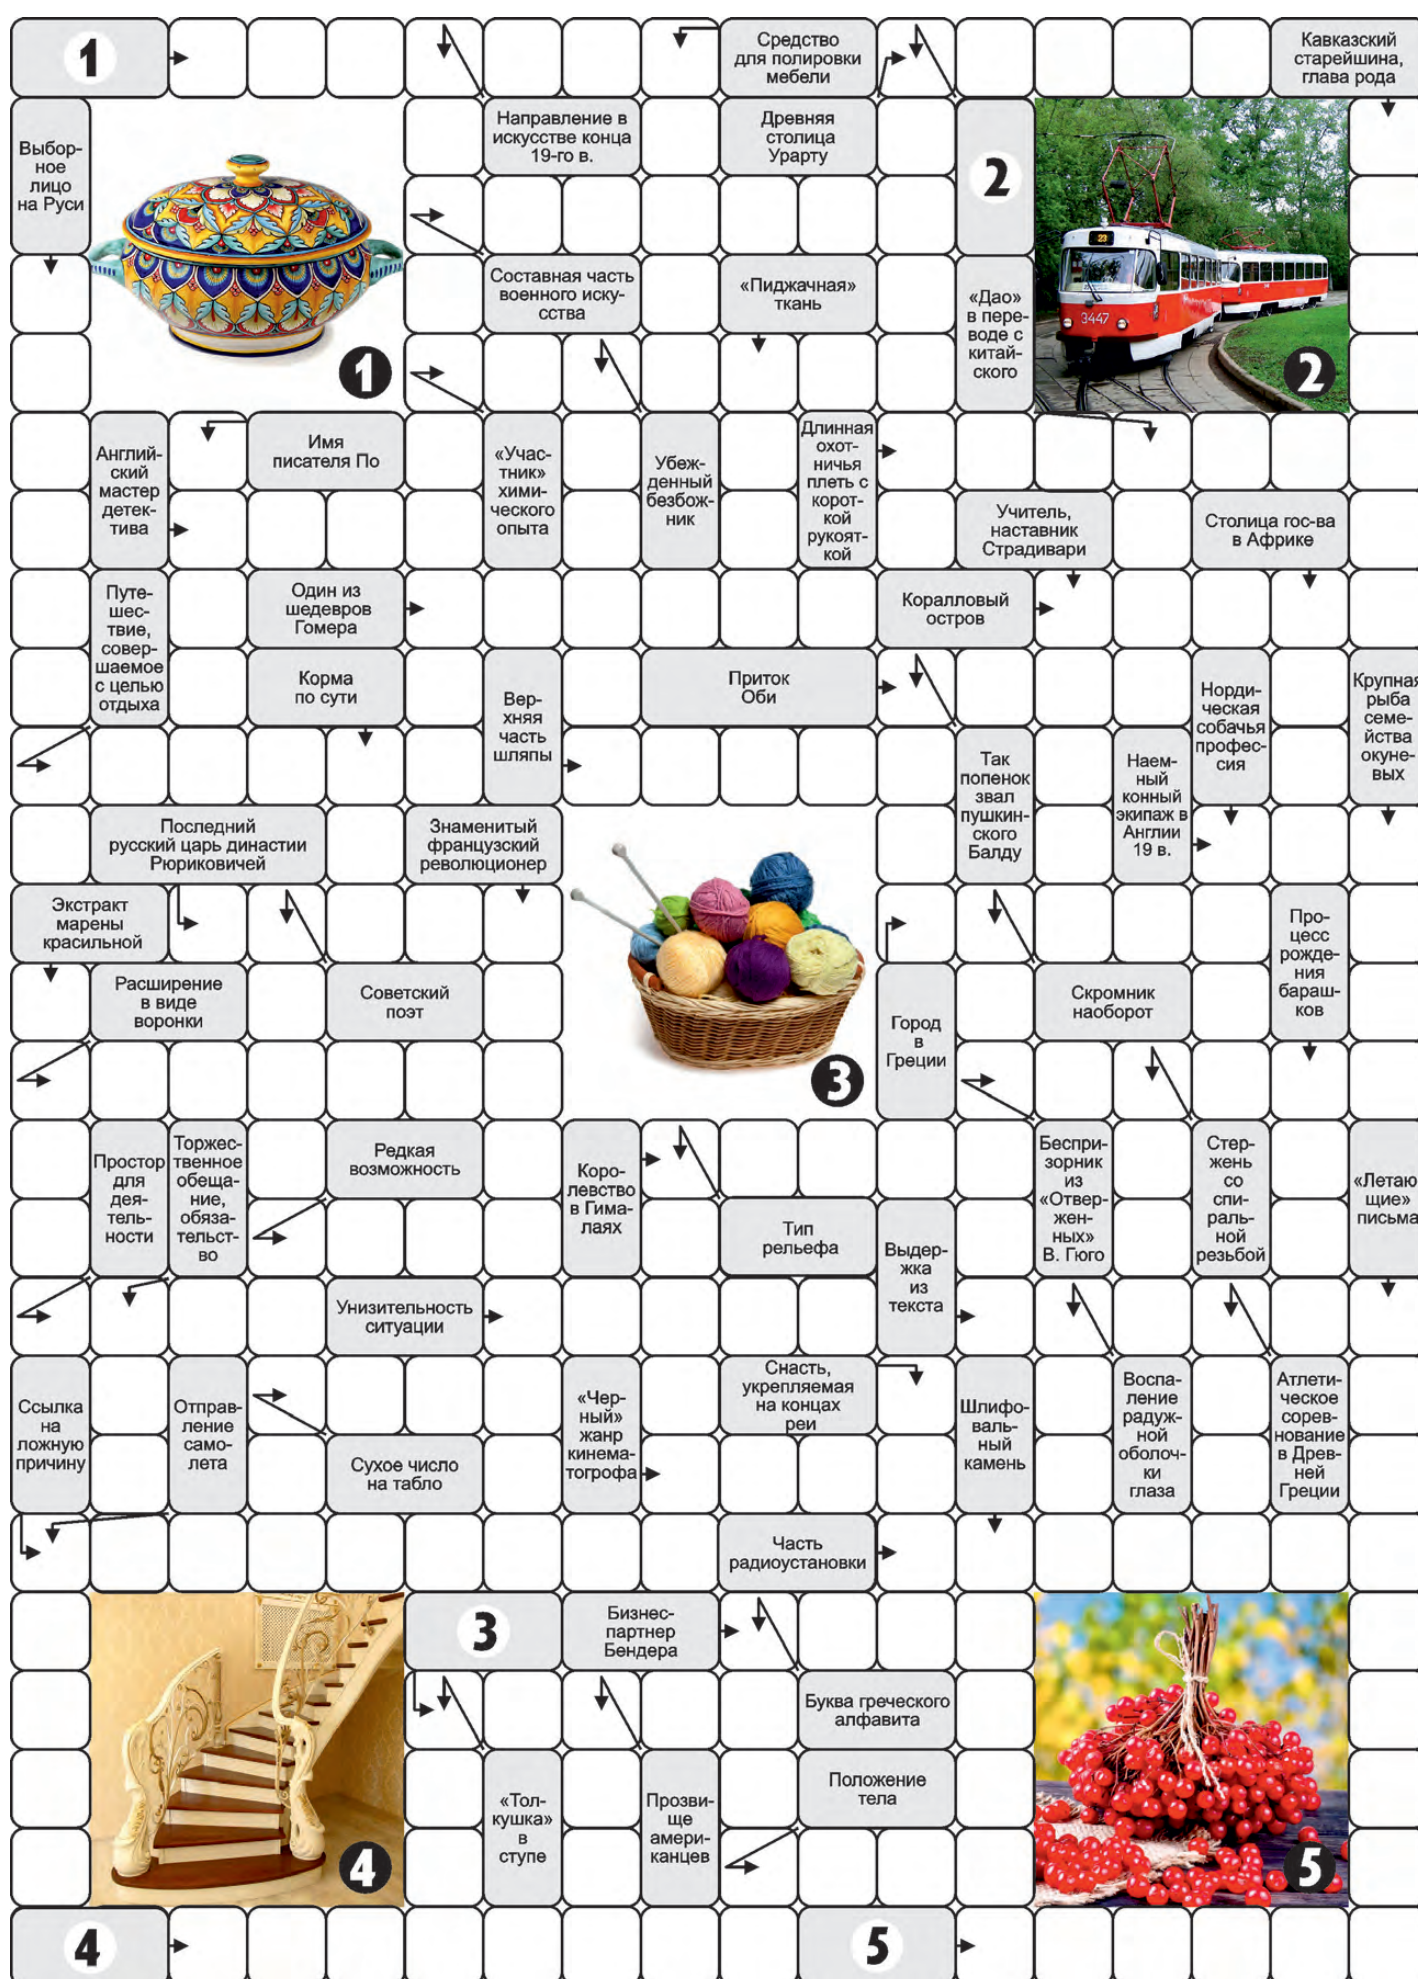 1
Средство
для полировки
мебели
Кавказский
старейшина,
глава рода
Выбор-
ное
лицо
на Руси
Направление в
искусстве конца
19-го в.
Древняя
столица
Урарту
2
23
3447
Составная часть
военного иску-
сства
«Пиджачная»
ткань
«Дао»
в пере-
воде с
китай-
ского
1
2
Англий-
ский
мастер
детек-
тива
Имя
писателя По
«Учас-
тник»
хими-
ческого
опыта
Убеж-
денный
безбож-
ник
Длинная
охот-
ничья
плеть с
корот-
кой
рукоят-
кой
Учитель,
наставник
Страдивари
Столица гос-ва
в Африке
Путе-
шес-
твие,
совер-
шаемое
с целью
отдыха
Один из
шедевров
Гомера
Коралловый
остров
Корма
по сути
Вер-
хняя
часть
шляпы
Приток
Оби
Норди-
ческая
собачья
профес-
сия
Крупная
рыба
семе-
йства
окуне-
вых
Так
попенок
звал
пушкин-
ского
Балду
Наем-
ный
конный
экипаж в
Англии
19 в.
Последний
русский царь династии
Рюриковичей
Знаменитый
французский
революционер
Экстракт
марены
красильной
Про-
цесс
рожде-
ния
бараш-
ков
Расширение
в виде
воронки
Советский
поэт
Город
в
Греции
Скромник
наоборот
3
Простор
для
дея-
тель-
ности
Торжес-
твенное
обеща-
ние,
обяза-
тельст-
во
Редкая
возможность
Коро-
левство
в Гима-
лаях
Тип
рельефа
Выдер-
жка
из
текста
Беспри-
зорник
из
«Отвер-
жен-
ных»
В. Гюго
Стер-
жень
со
спи-
раль-
ной
резьбой
«Летаю-
щие»
письма
Унизительность
ситуации
Ссылка
на
ложную
причину
Отправ-
ление
само-
лета
«Чер-
ный»
жанр
кинема-
тогрофа
Снасть,
укрепляемая
на концах
реи
Шлифо-
валь-
ный
камень
Воспа-
ление
радуж-
ной
оболоч-
ки
глаза
Атлети-
ческое
сорев-
нование
в Древ-
ней
Греции
Сухое число
на табло
Часть
радиоустановки
3
Бизнес-
партнер
Бендера
Буква греческого
алфавита
«Тол-
кушка»
в
ступе
Прозви-
ще
амери-
канцев
Положение
тела
4
5
4
5